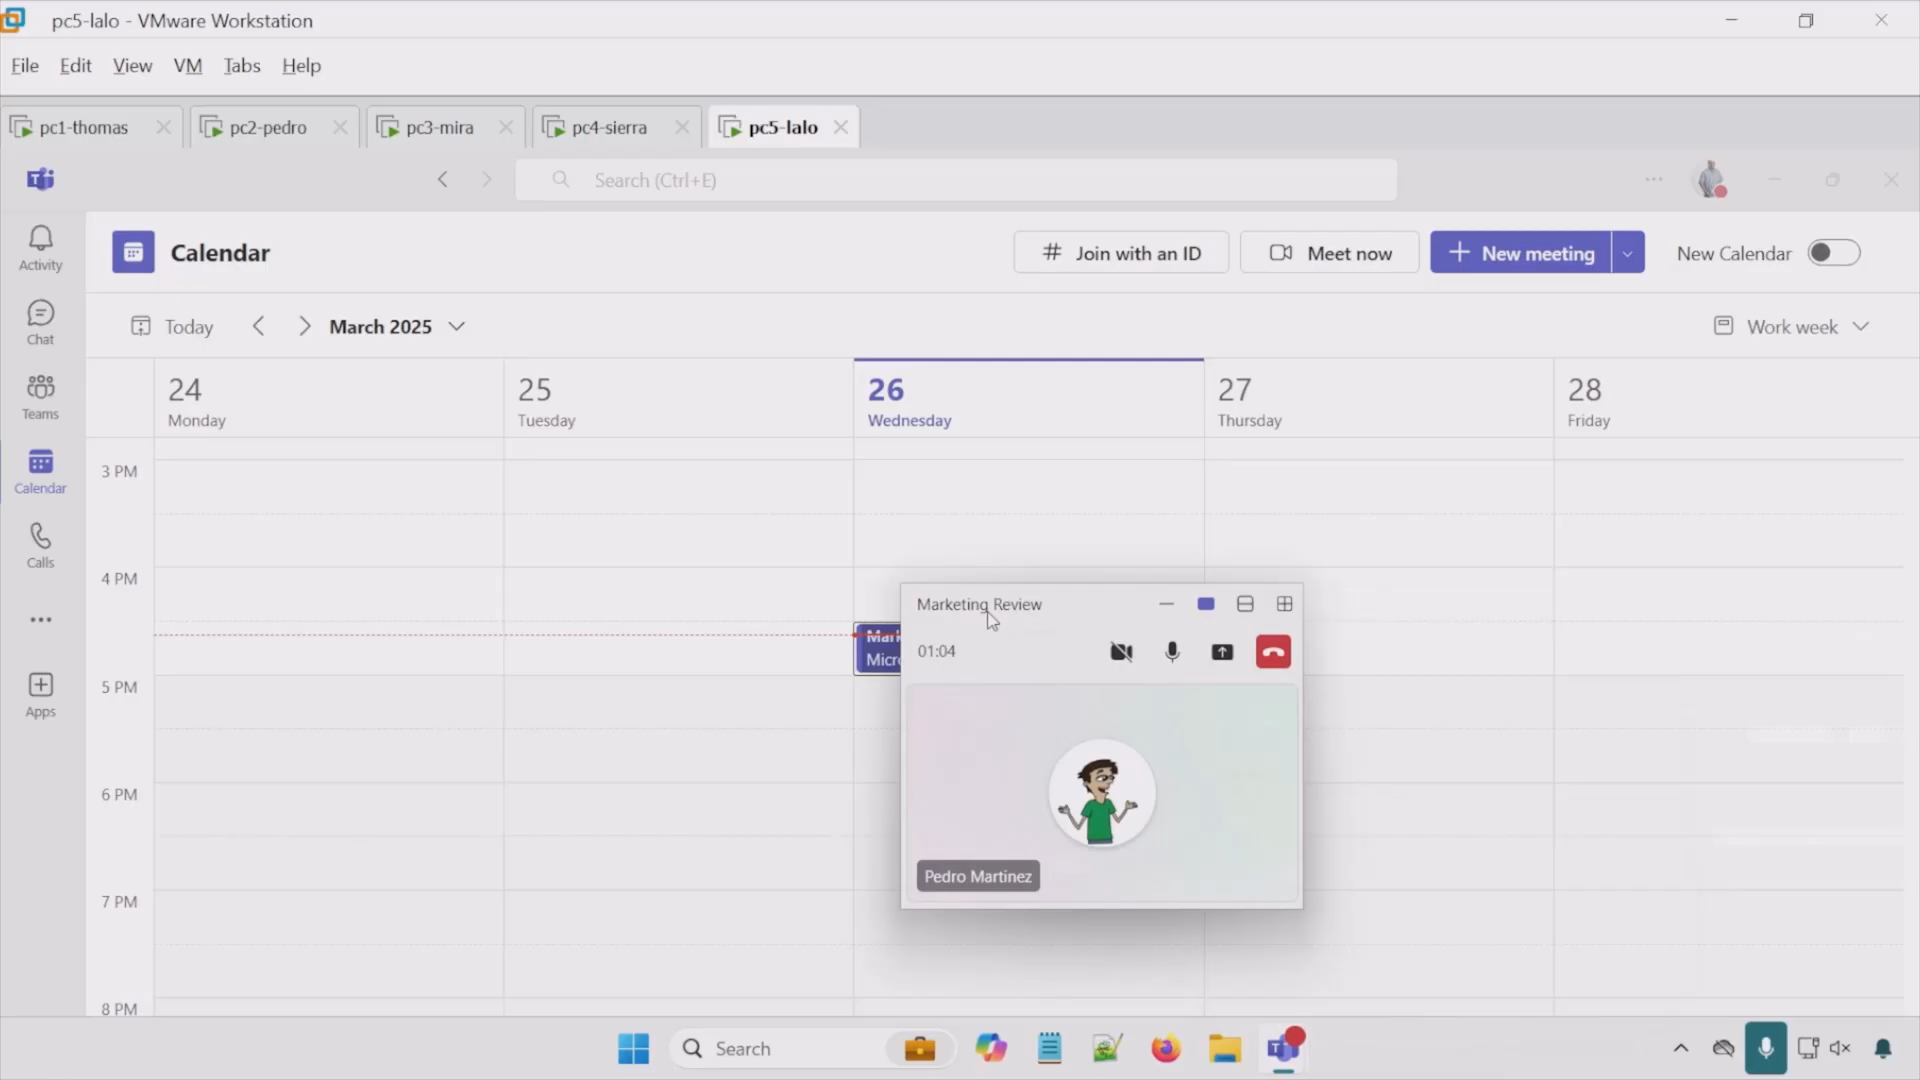 pc5-lalo - VMware Workstation
File Edit View VM Tabs Help
pc1-thomas pc2-pedro pc3-mira pc4-sierra pc5-lalo
Search (Ctrl+E)
Activity
Chat
Teams
Calendar
Calls
Apps
Calendar
# Join with an ID
Meet now
+ New meeting
New Calendar
Today
March 2025
Work week
24
Monday
25
Tuesday
26
Wednesday
27
Thursday
28
Friday
3 PM
4 PM
5 PM
6 PM
7 PM
8 PM
Mark
Micr
Marketing Review
01:04
Pedro Martinez
Search